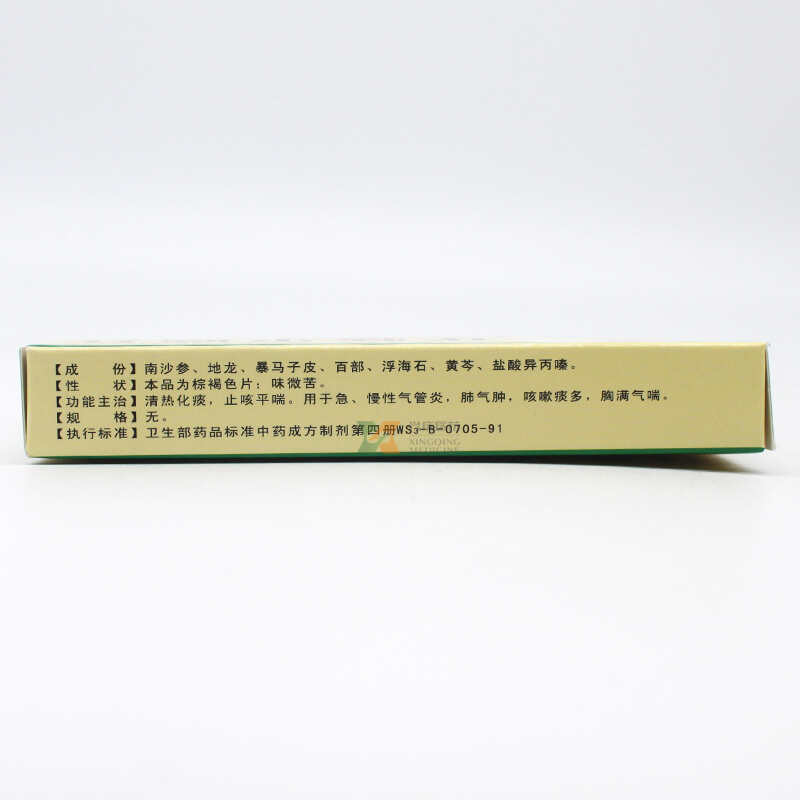 【成　　份】南沙参、地龙、暴马子皮、百部、浮海石、黄芩、盐酸异丙嗪。
【性　　状】本品为棕褐色片；味微苦。
【功能主治】清热化痰，止咳平喘。用于急、慢性气管炎，肺气肿，咳嗽痰多，胸满气喘。
【规　　格】无。
【执行标准】卫生部药品标准中药成方制剂第四册WS₃-B-0705-91
XINGQING
MEDICINE